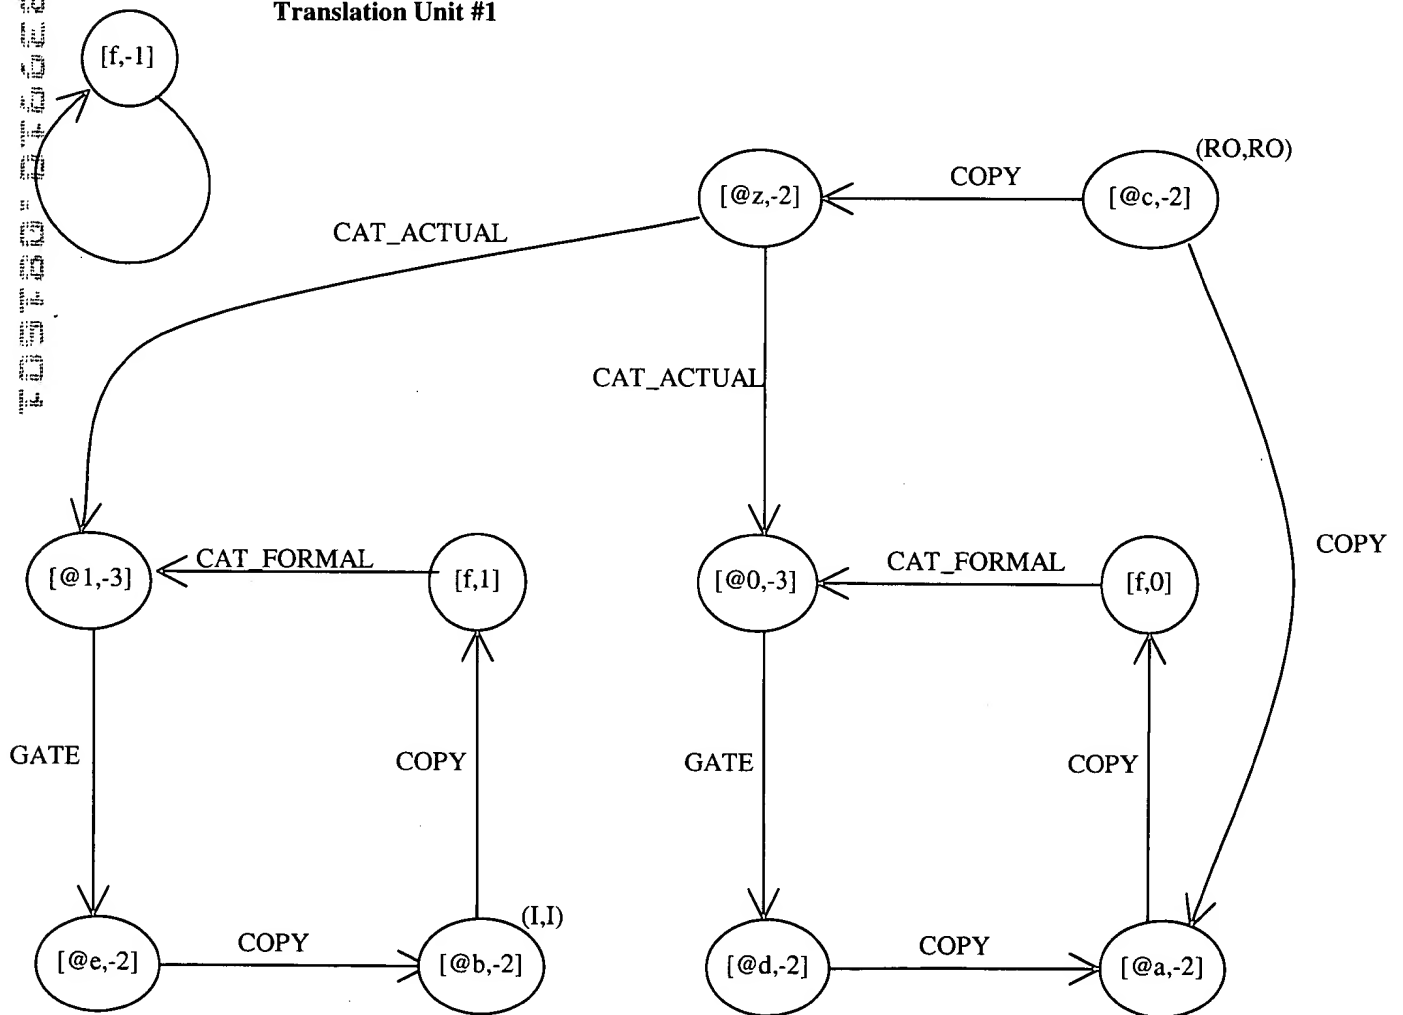 Translation Unit #1
[f,-1]
(RO,RO)
[@z,-2]
COPY
[@c,-2]
CAT_ACTUAL
CAT_ACTUAL
COPY
[@1,-3]
CAT_FORMAL
[f,1]
[@0,-3]
CAT_FORMAL
[f,0]
GATE
COPY
GATE
COPY
(I,I)
[@e,-2]
COPY
[@b,-2]
[@d,-2]
COPY
[@a,-2]